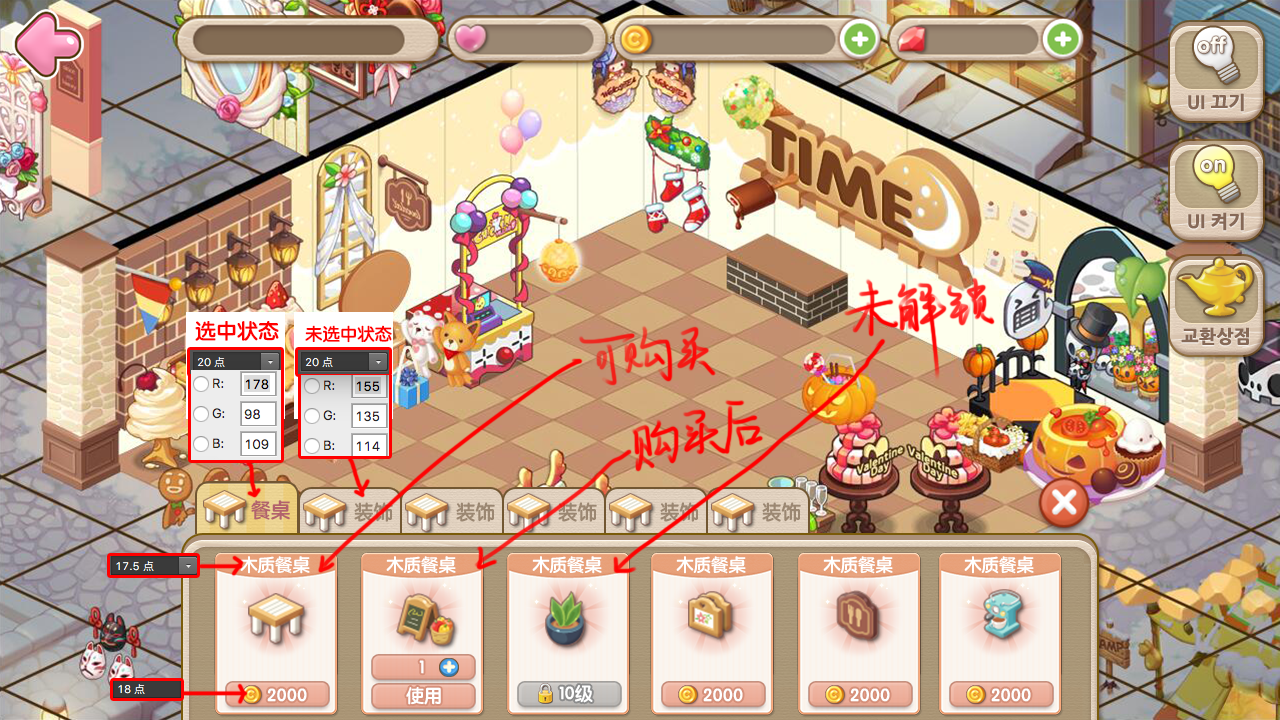 off
UI 끄기
on
UI 켜기
교환상점
TIME
Welcome
Welcome
未解锁
可购买
购买后
Valentine Day
Valentine Day
选中状态
未选中状态
20 点
20 点
R: 178
R: 155
G: 98
G: 135
B: 109
B: 114
餐桌
装饰
装饰
装饰
装饰
装饰
17.5 点
木质餐桌
木质餐桌
木质餐桌
木质餐桌
木质餐桌
木质餐桌
1
18 点
2000
使用
10级
2000
2000
2000